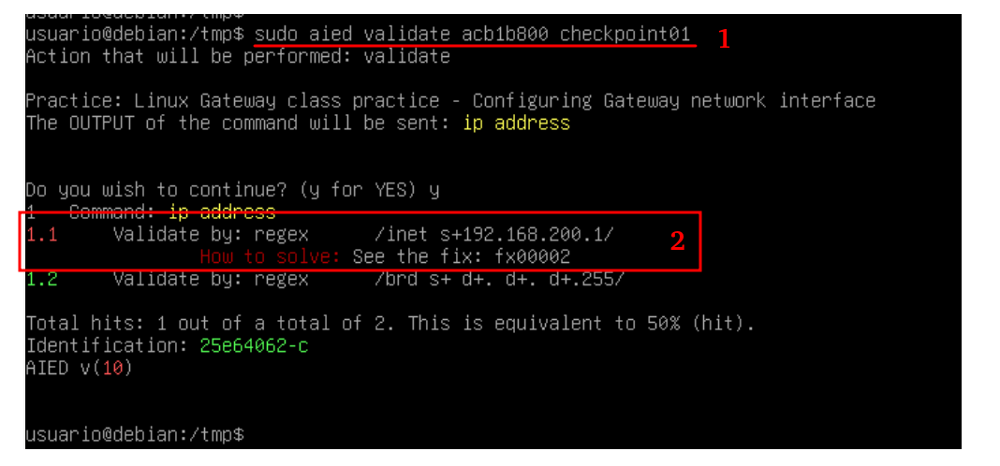 usuario@debian:/tmp$
usuario@debian:/tmp$ sudo aied validate acb1b800 checkpoint01 1
Action that will be performed: validate
Practice: Linux Gateway class practice - Configuring Gateway network interface
The OUTPUT of the command will be sent: ip address
Do you wish to continue? (y for YES) y
1 Command: ip address
1.1 Validate by: regex /inet s+192.168.200.1/
How to solve: See the fix: fx00002 2
1.2 Validate by: regex /brd s+ d+. d+. d+.255/
Total hits: 1 out of a total of 2. This is equivalent to 50% (hit).
Identification: 25e64062-c
AIED v(10)
usuario@debian:/tmp$